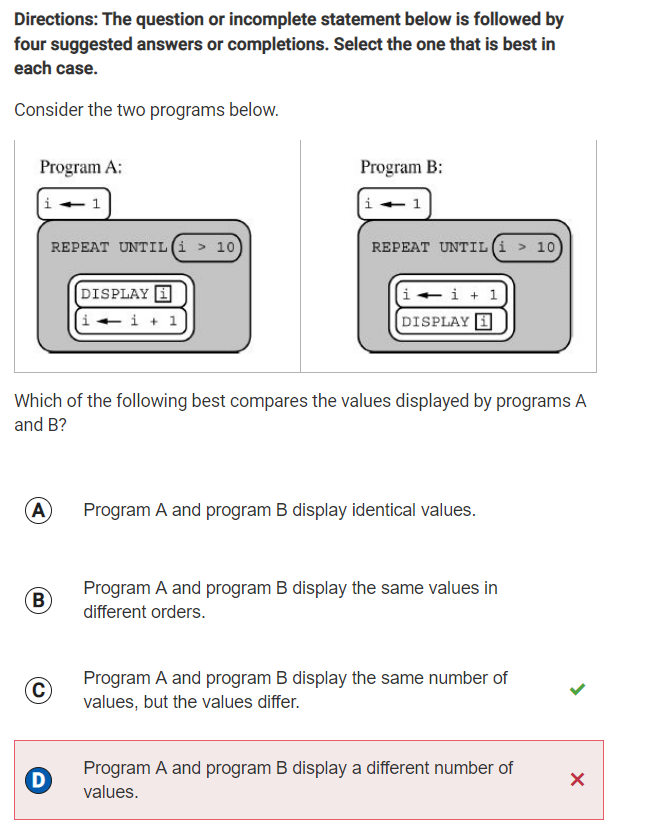 Directions: The question or incomplete statement below is followed by
four suggested answers or completions. Select the one that is best in
each case.
Consider the two programs below.
Program A:
i ← 1
REPEAT UNTIL i > 10
DISPLAY i
i ← i + 1
Program B:
i ← 1
REPEAT UNTIL i > 10
i ← i + 1
DISPLAY i
Which of the following best compares the values displayed by programs A
and B?
A Program A and program B display identical values.
B Program A and program B display the same values in
different orders.
C Program A and program B display the same number of
values, but the values differ.
D Program A and program B display a different number of
values.